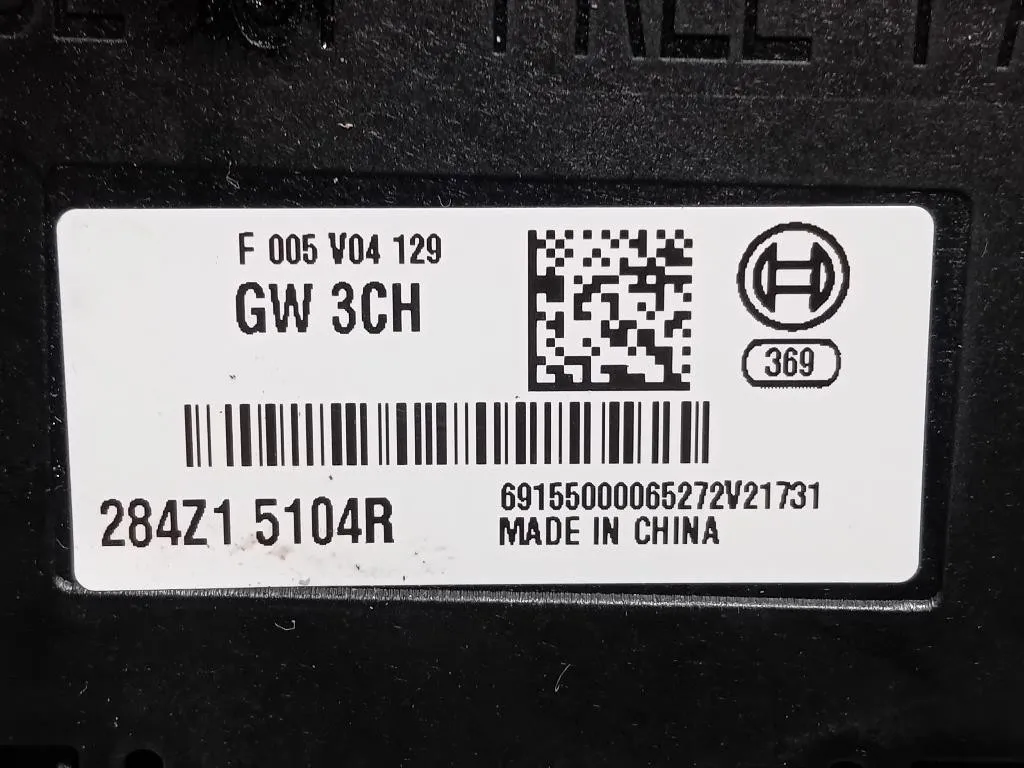 F 005 V04 129
GW 3CH
369
284Z1 5104R
69155000065272V21731
MADE IN CHINA